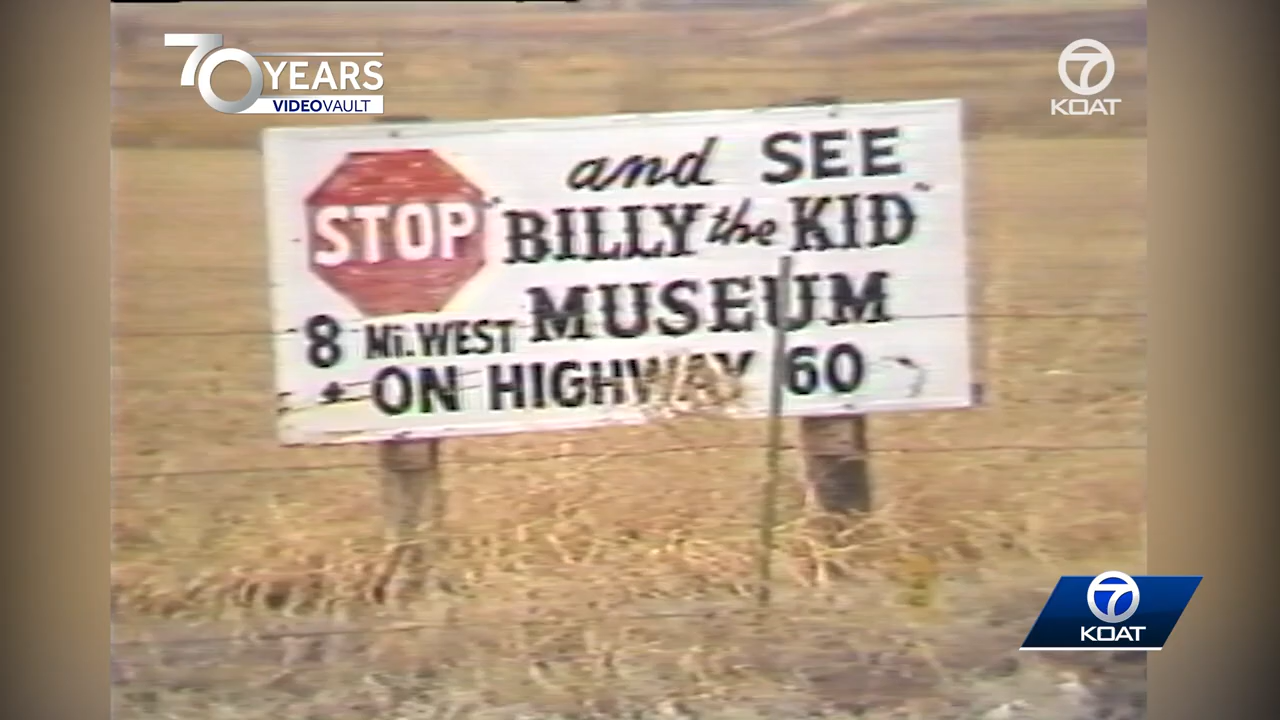 70 YEARS
VIDEOVAULT
7
KOAT
STOP and SEE
"BILLY the KID"
MUSEUM
8 Mi. WEST
ON HIGHWAY 60
7
KOAT